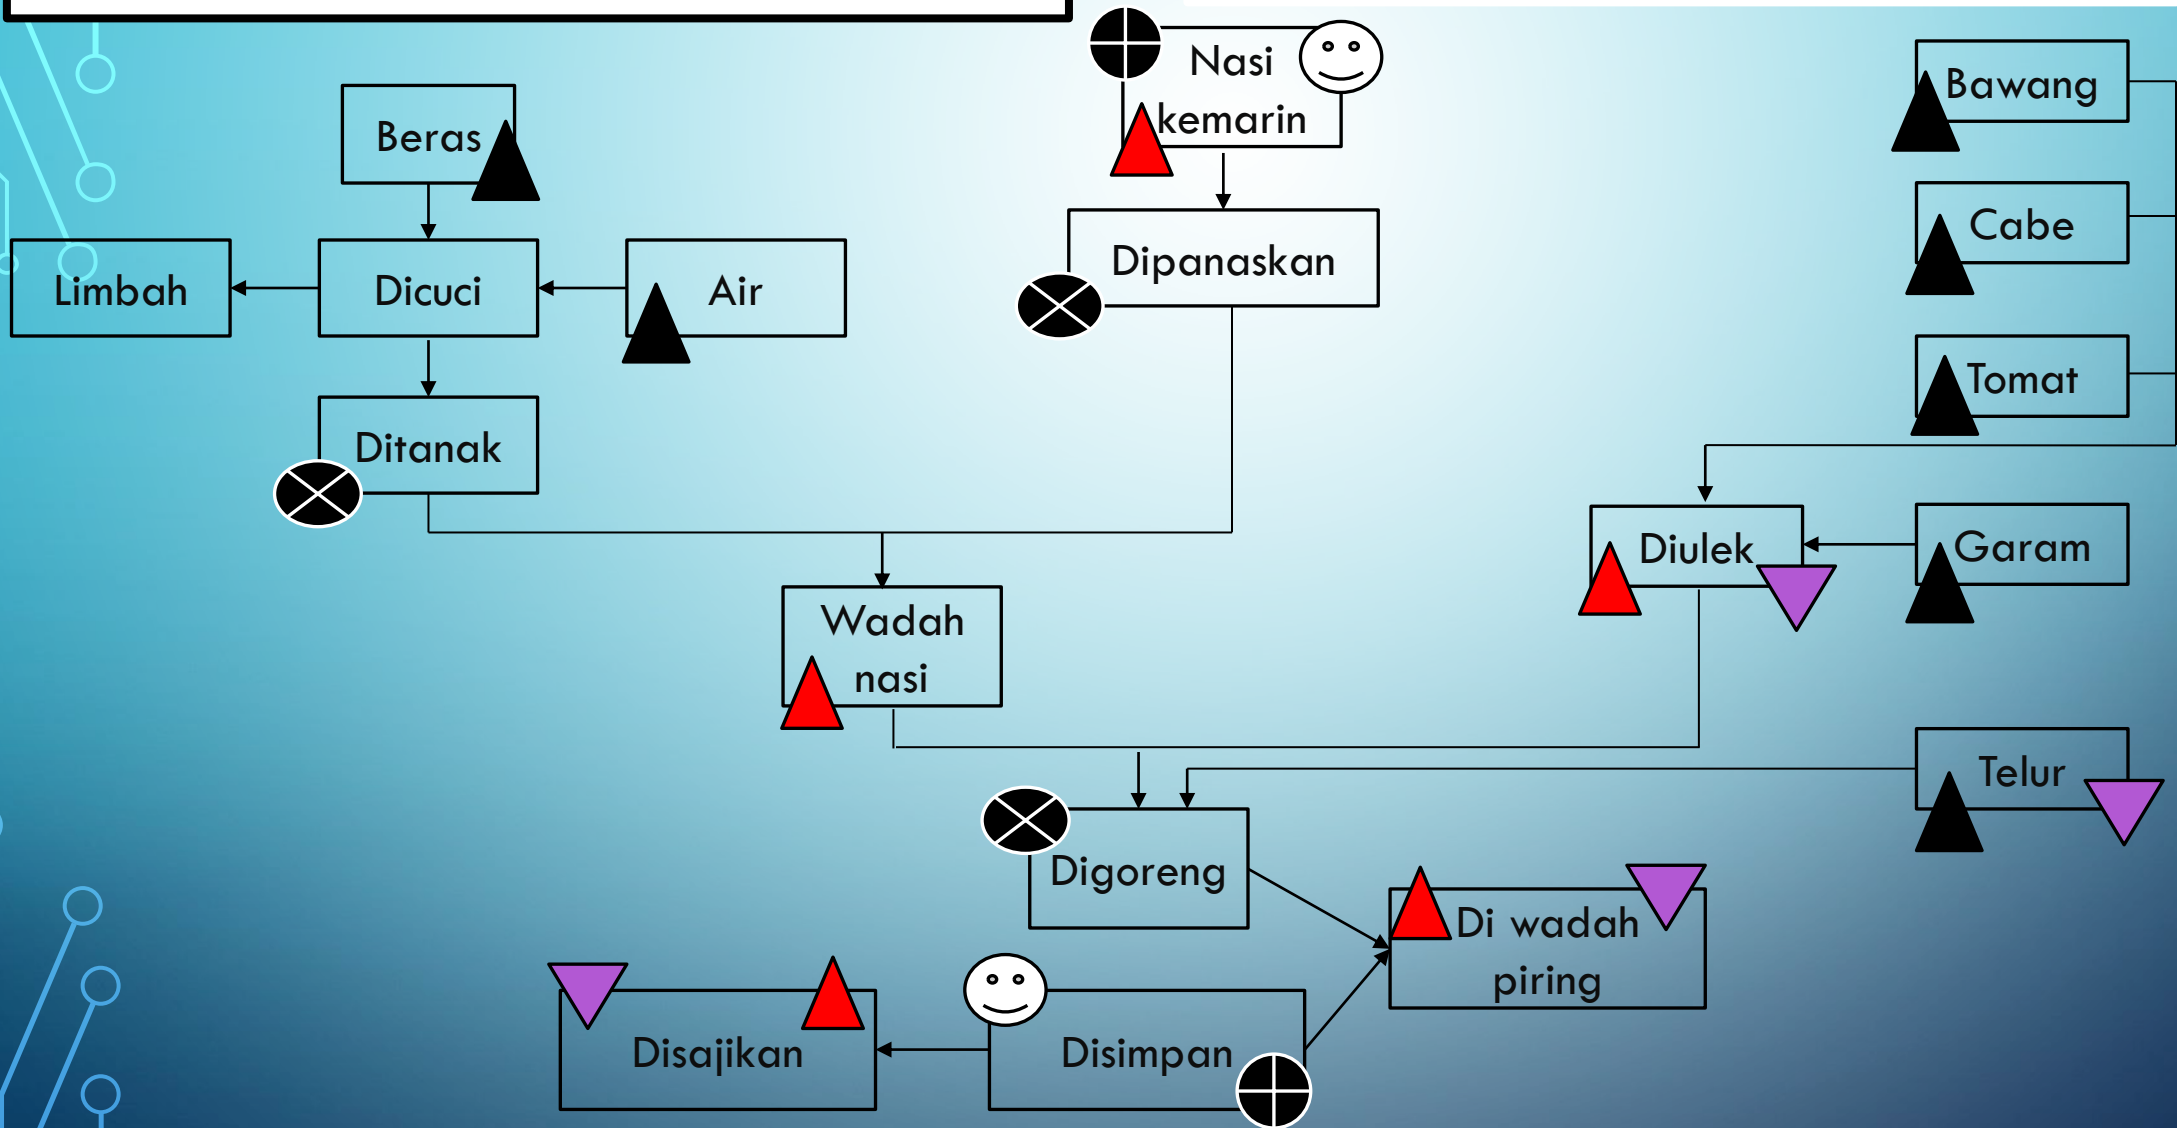 Nasi
kemarin
Bawang
Beras
Cabe
Dipanaskan
Limbah
Dicuci
Air
Tomat
Ditanak
Diulek
Garam
Wadah
nasi
Telur
Digoreng
Di wadah
piring
Disajikan
Disimpan